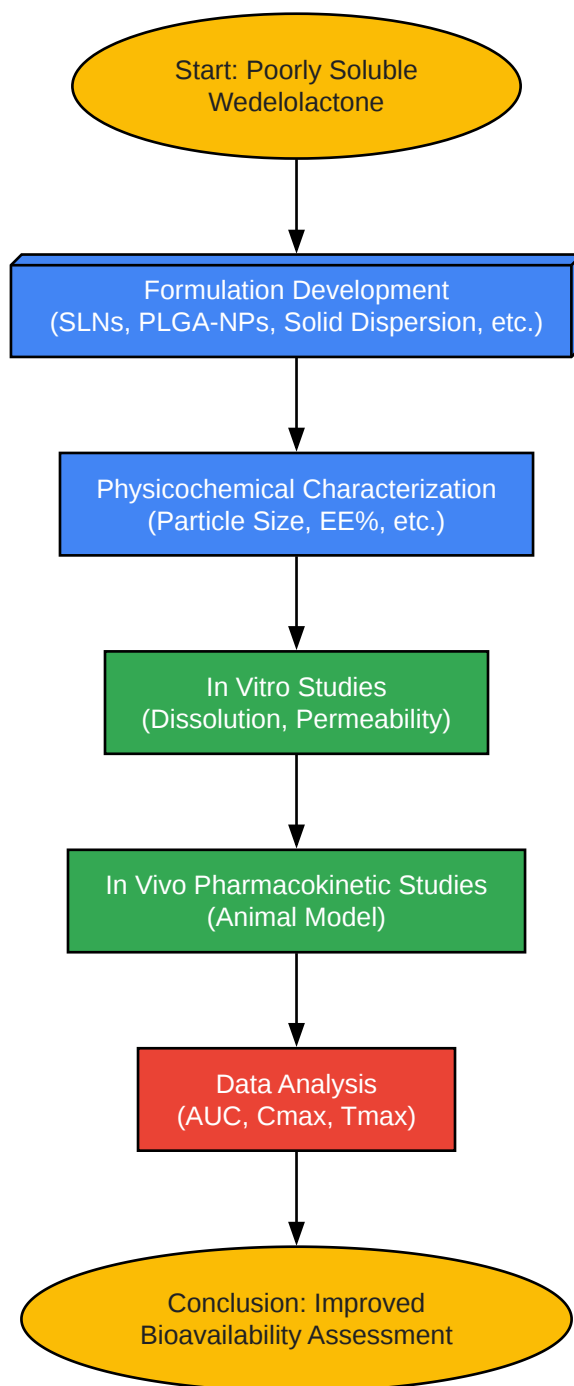 Start: Poorly Soluble
Wedelolactone
Formulation Development
(SLNs, PLGA-NPs, Solid Dispersion, etc.)
Physicochemical Characterization
(Particle Size, EE%, etc.)
In Vitro Studies
(Dissolution, Permeability)
In Vivo Pharmacokinetic Studies
(Animal Model)
Data Analysis
(AUC, Cmax, Tmax)
Conclusion: Improved
Bioavailability Assessment